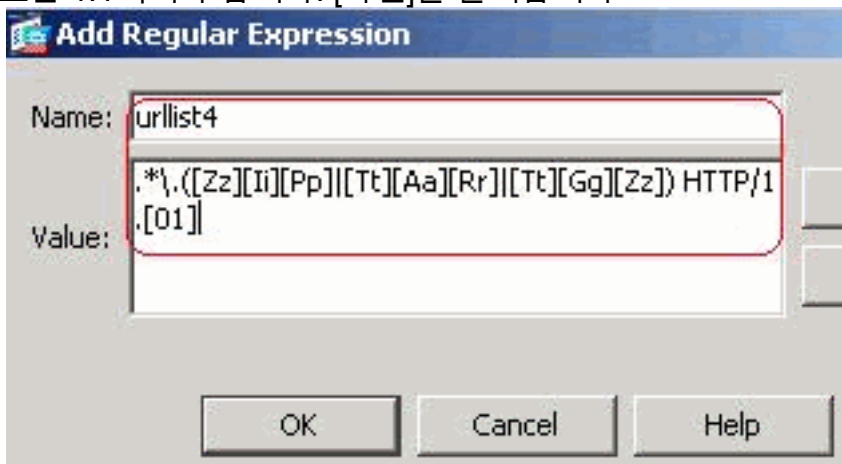 Add Regular Expression
Name:
urllist4
.*\.([Zz][Ii][Pp]|[Tt][Aa][Rr]|[Tt][Gg][Zz]) HTTP/1
.[01]
Value:
OK
Cancel
Help